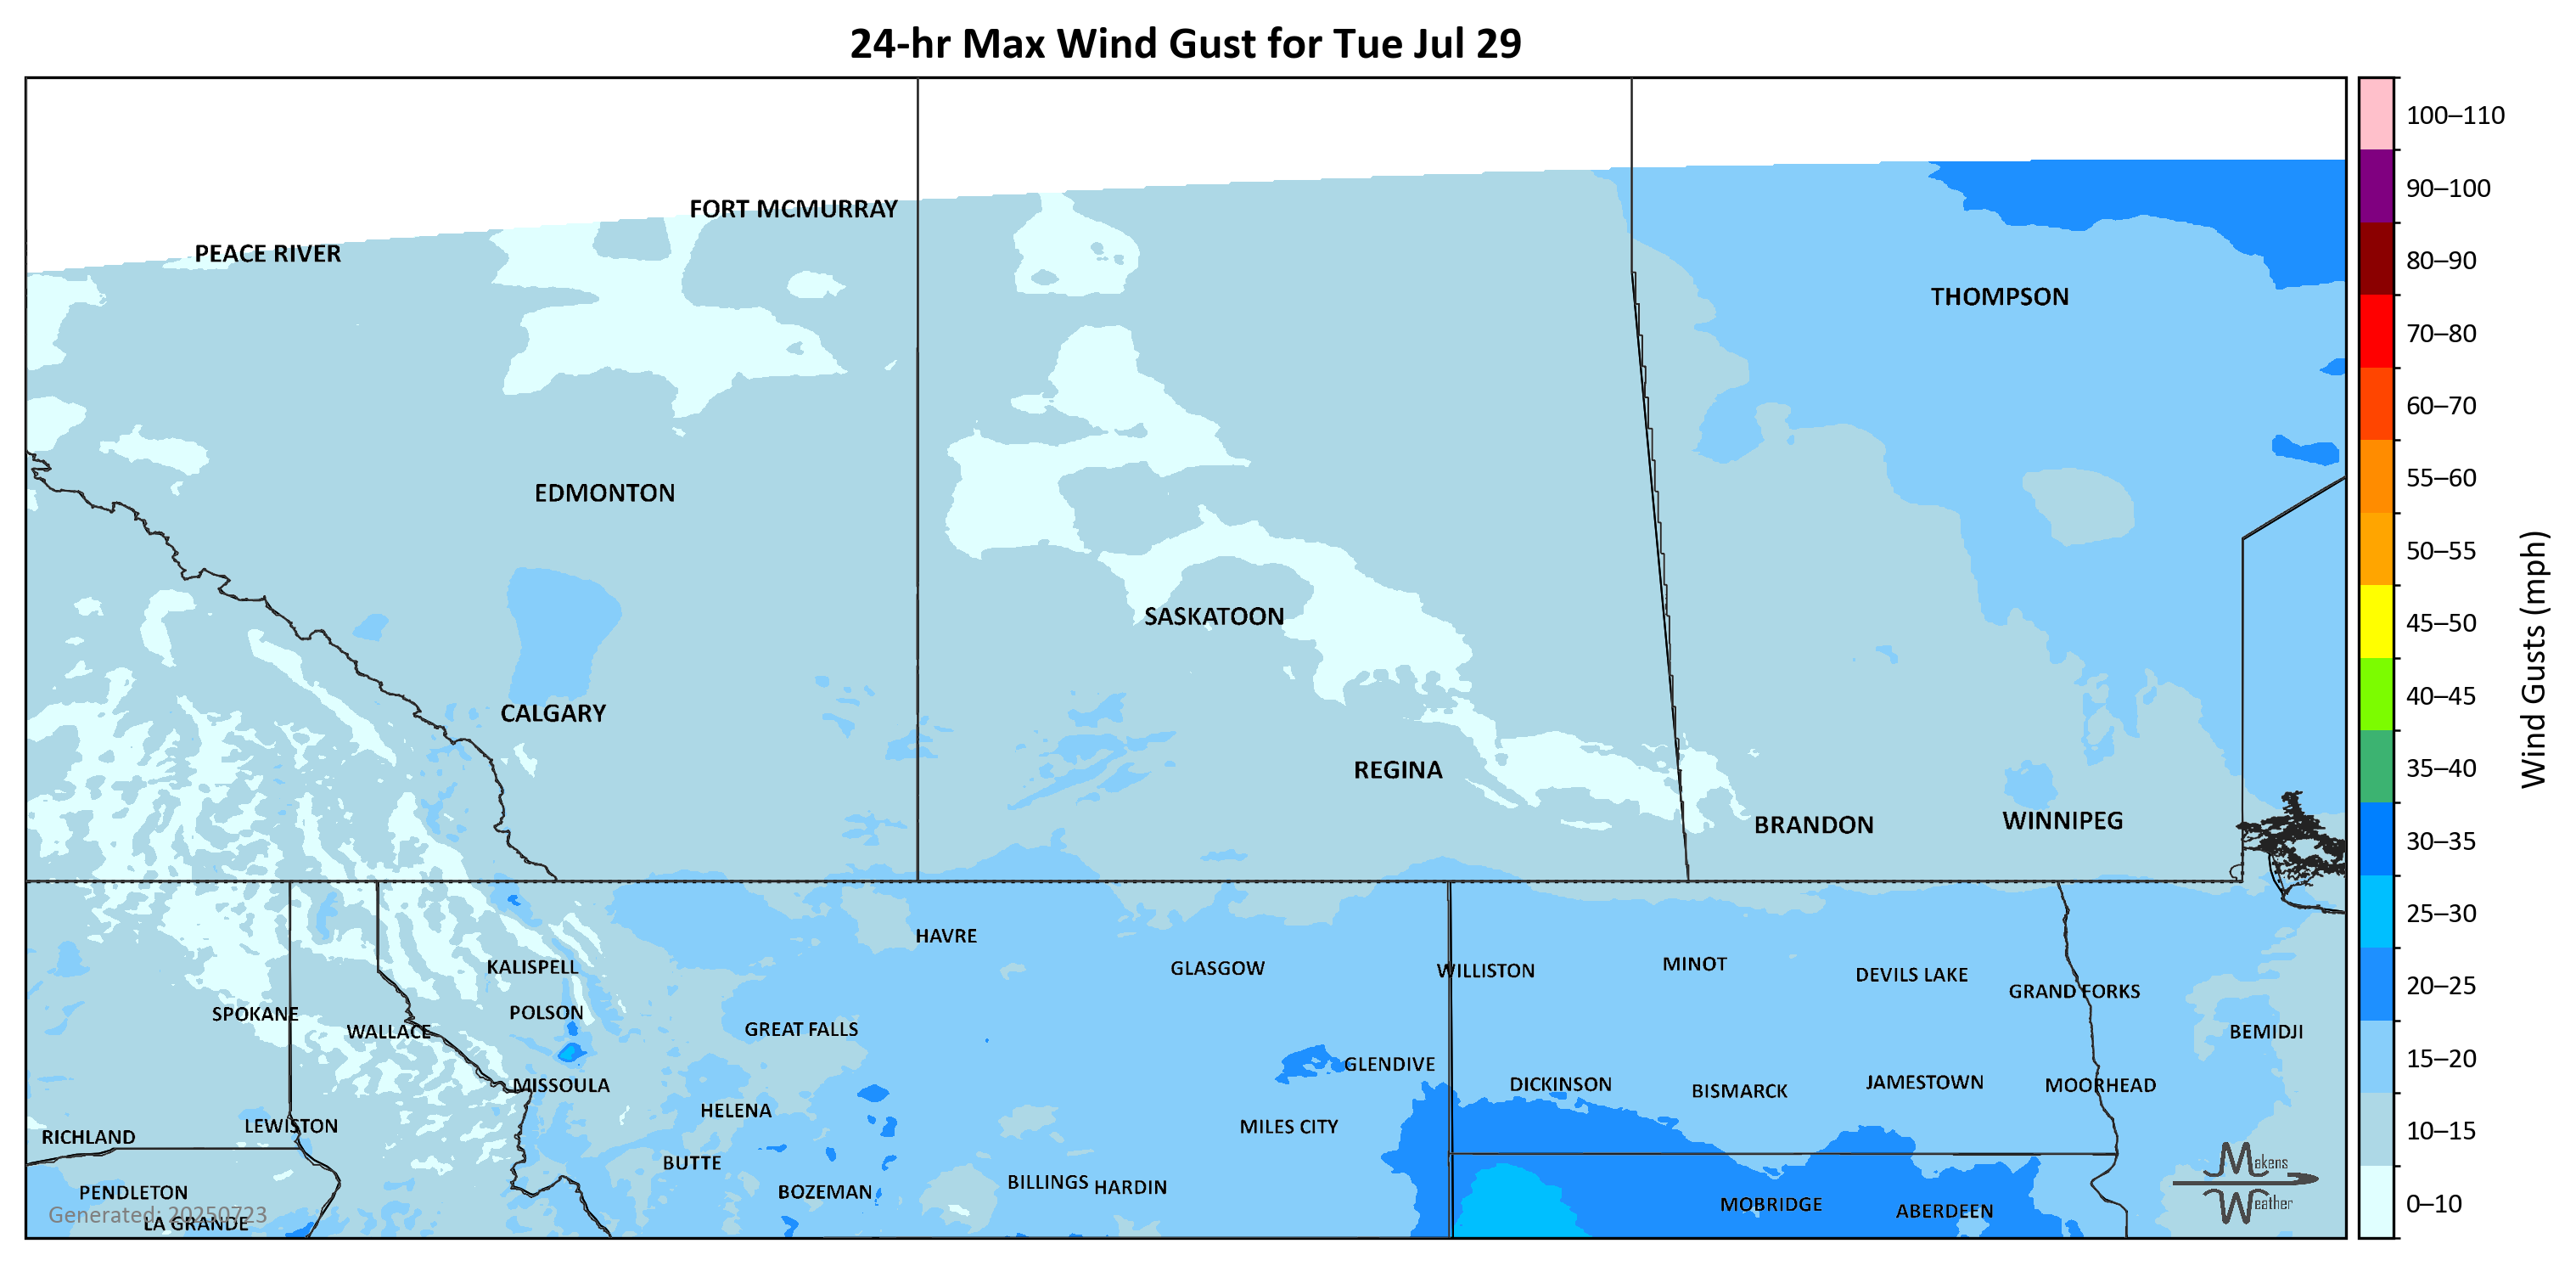 24-hr Max Wind Gust for Tue Jul 29
FORT MCMURRAY
PEACE RIVER
THOMPSON
EDMONTON
SASKATOON
CALGARY
REGINA
BRANDON
WINNIPEG
HAVRE
KALISPELL
GLASGOW
WILLISTON
MINOT
DEVILS LAKE
GRAND FORKS
SPOKANE
WALLACE
POLSON
GREAT FALLS
BEMIDJI
GLENDIVE
MISSOULA
DICKINSON
BISMARCK
JAMESTOWN
MOORHEAD
HELENA
LEWISTON
MILES CITY
RICHLAND
BUTTE
BILLINGS
HARDIN
PENDLETON
BOZEMAN
MOBRIDGE
ABERDEEN
Generated: 20250723
LA GRANDE
Makens
Weather
100–110
90–100
80–90
70–80
60–70
55–60
50–55
45–50
40–45
35–40
30–35
25–30
20–25
15–20
10–15
0–10
Wind Gusts (mph)